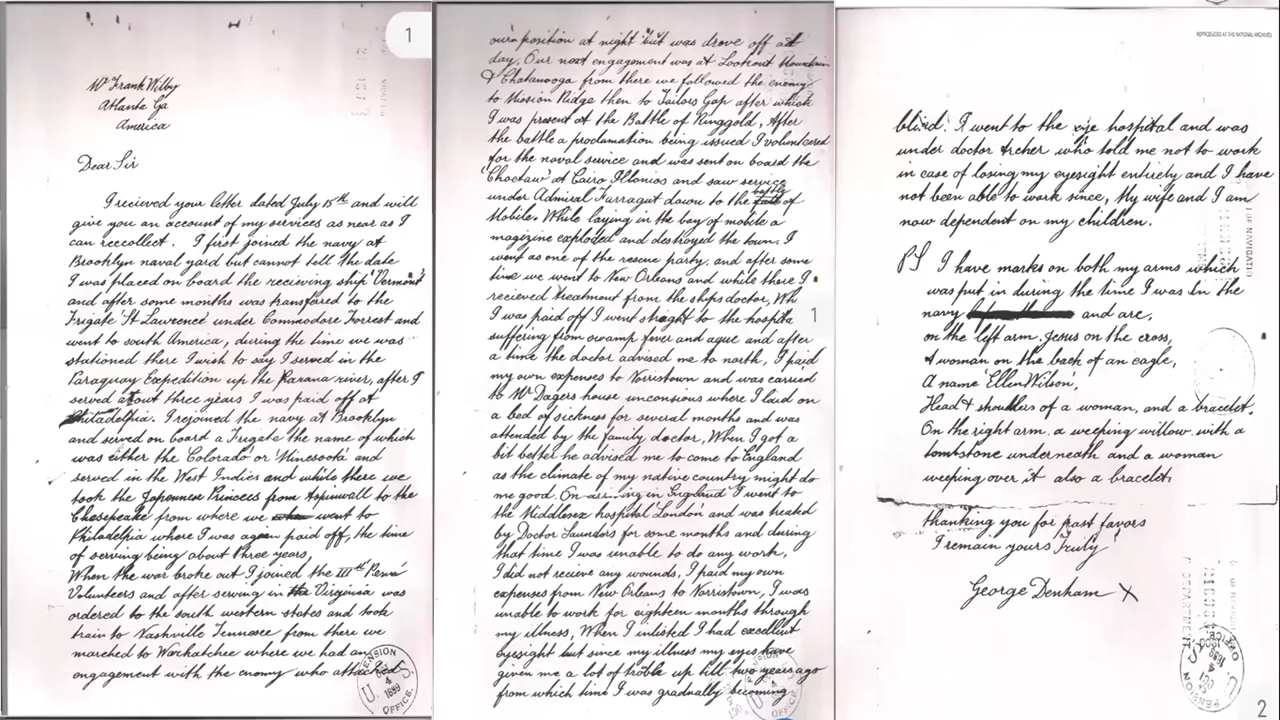 1
Mr Frank Wilby
Atlanta Ga
America
Dear Sir
I recieved your letter dated July 15th and will
give you an account of my services as near as I
can reccolect. I first joined the navy at
Brooklyn naval yard but cannot tell the date
I was placed on board the recieving ship 'Vermont'
and after some months was transfered to the
Frigate 'St Lawrence' under Commodore Forrest and
went to south America, during the time we was
stationed there I wish to say I served in the
Paraguay Expedition up the Parana river, after I
served about three years I was paid off at
Philadelphia. I rejoined the navy at Brooklyn
and served on board a Frigate the name of which
was either the Colorado or Minesoota and
served in the West Indies and while there we
took the Japennese Princess from Aspinwall to the
Chesepeake from where we went to
Philadelpia where I was again paid off, the time
of serving being about three years,
When the war broke out I joined the 111th Penna
Volunteers and after serving in Virginia was
ordered to the south western states and took
train to Nashville Tennesee from there we
marched to Wachatchee where we had an
engagement with the enemy who attacked
PENSION OFFICE
U.S.
OCT 4 1899
our position at night but was drove off at
day, Our next engagement was at Lookout Mountain
& Chatanooga from there we followed the enemy
to Mission Ridge then to Tailors Gap after which
I was present at the Battle of Ringgold, After
the battle a proclamation being issued I volunteered
for the naval service and was sent on board the
'Choctaw' at Cairo Illonios and saw service
under Admiral Farragut down to the battle of
Mobile. While laying in the bay of mobile a
magizine exploded and destroyed the town. I
went as one of the rescue party, and after some
time we went to New Orleans and while there I
recieved treatment from the ships doctor, Wh
I was paid off I went straght to the hospita
suffering from swamp fever and ague and after
a time the doctor advised me to north, I paid
my own expenses to Norristown and was carried
to Mr Dagers house unconsious where I laid on
a bed of sickness for several months and was
attended by the family doctor, When I got a
bit better he advised me to come to England
as the climate of my native country might do
me good. On arriving in England I went to
the Middlesex hospital London and was treated
by Doctor Saunders for some months and during
that time I was unable to do any work,
I did not recieve any wounds, I paid my own
expenses from New Orleans to Norristown, I was
unable to work for eighteen months through
my illness, When I inlisted I had excellent
eyesight but since my illness my eyes have
given me a lot of troble up till two years ago
from which time I was gradually becoming
1
REPRODUCED AT THE NATIONAL ARCHIVES
blind. I went to the eye hospital and was
under doctor Archer who told me not to work
in case of losing my eyesight entirety and I have
not been able to work since, My wife and I am
now dependent on my children.
PS I have marks on both my arms which
was put in during the time I was in the
navy and are,
on the left arm, Jesus on the cross,
A woman on the back of an eagle,
A name 'Ellen Wilson',
Head & shoulders of a woman, and a bracelet,
On the right arm a weeping willow with a
tombstone underneath and a woman
weeping over it also a bracelet,
thanking you for past favors
I remain yours Truly
George Denham X
2